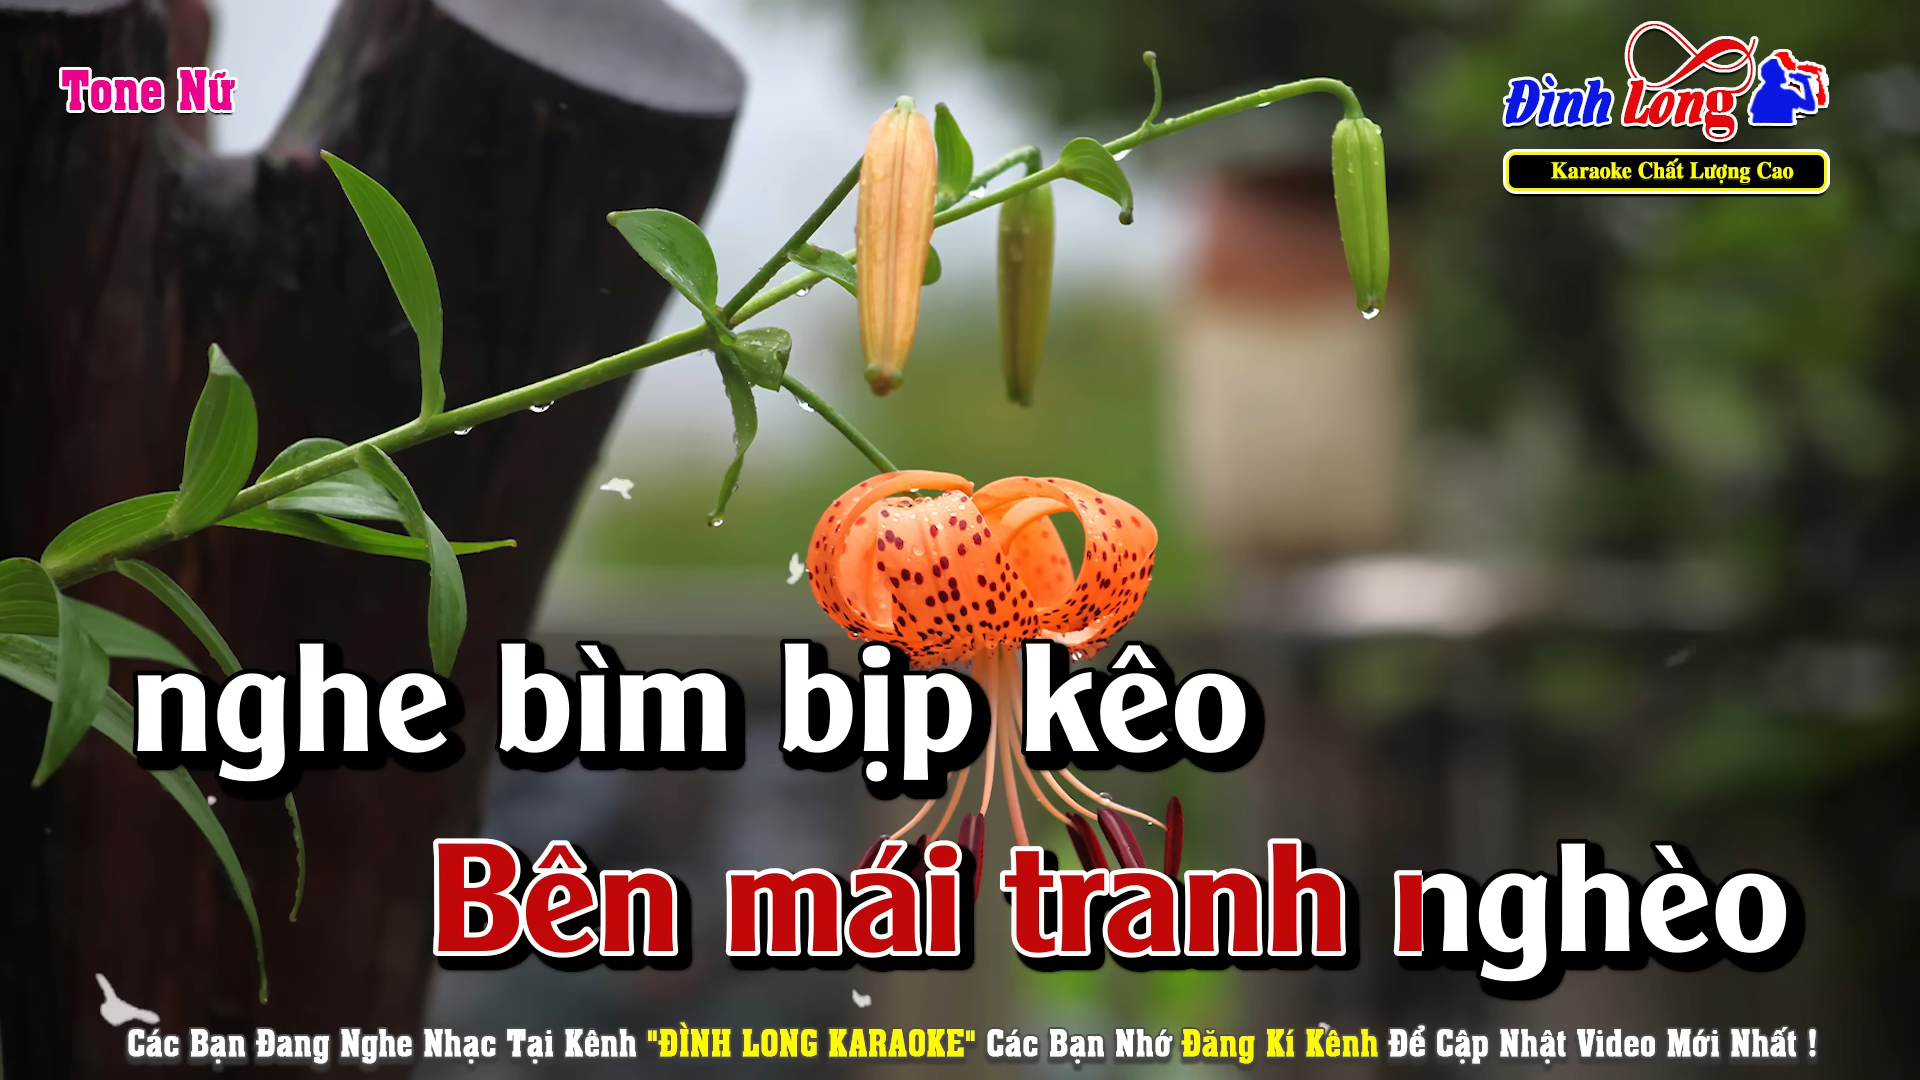 Tone Nữ
Đình Long
Karaoke Chất Lượng Cao
nghe bìm bịp kêo
Bên mái tranh nghèo
Các Bạn Đang Nghe Nhạc Tại Kênh "ĐÌNH LONG KARAOKE" Các Bạn Nhớ Đăng Kí Kênh Để Cập Nhật Video Mới Nhất !